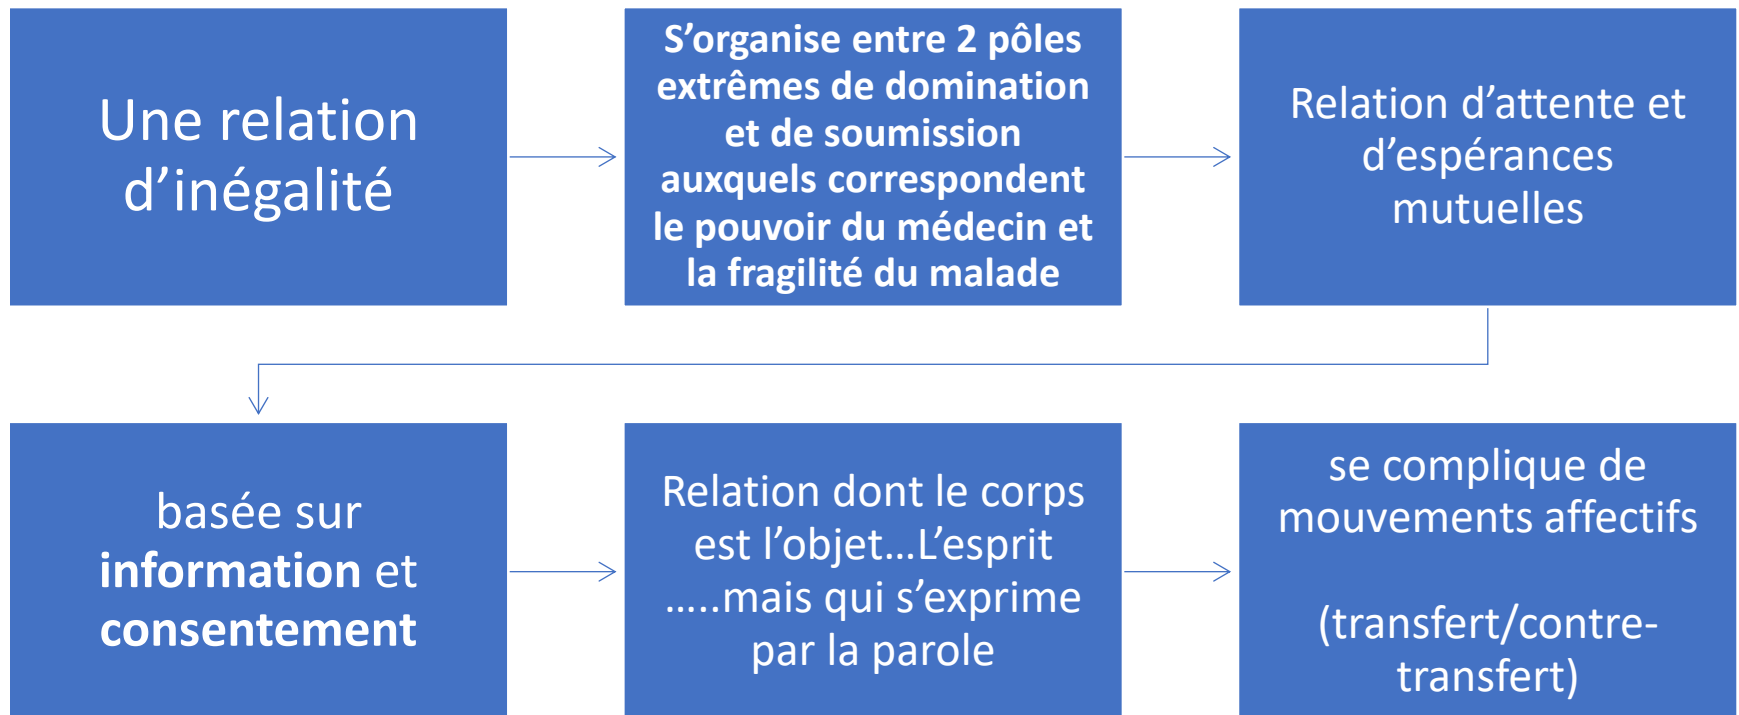 Une relation
d’inégalité
S’organise entre 2 pôles
extrêmes de domination
et de soumission
auxquels correspondent
le pouvoir du médecin et
la fragilité du malade
Relation d’attente et
d’espérances
mutuelles
basée sur
information et
consentement
Relation dont le corps
est l’objet…L’esprit
…..mais qui s’exprime
par la parole
se complique de
mouvements affectifs
(transfert/contre-
transfert)